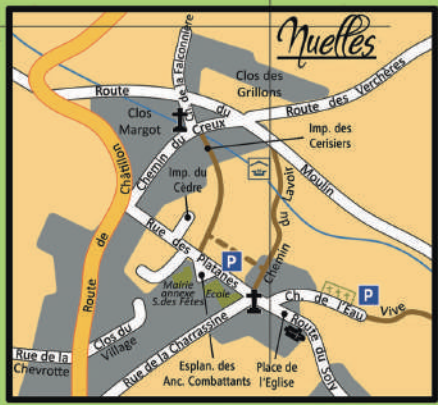 Nuelles
Ch. de la Falconnière
Clos des
Grillons
Route du Moulin
Route des Verchères
Clos
Margot
Chemin du Creux
Imp. des
Cerisiers
Route de Châtillon
Imp. du
Cèdre
Chemin du Lavoir
Rue des Platanes
P
P
Mairie
annexe
S.des Fêtes
Ecole
Ch. de l'Eau
Vive
Clos du
Village
Rue de la
Chevrotte
Rue de la Charrassine
Esplan. des
Anc. Combattants
Place de
l'Eglise
Route du Soly